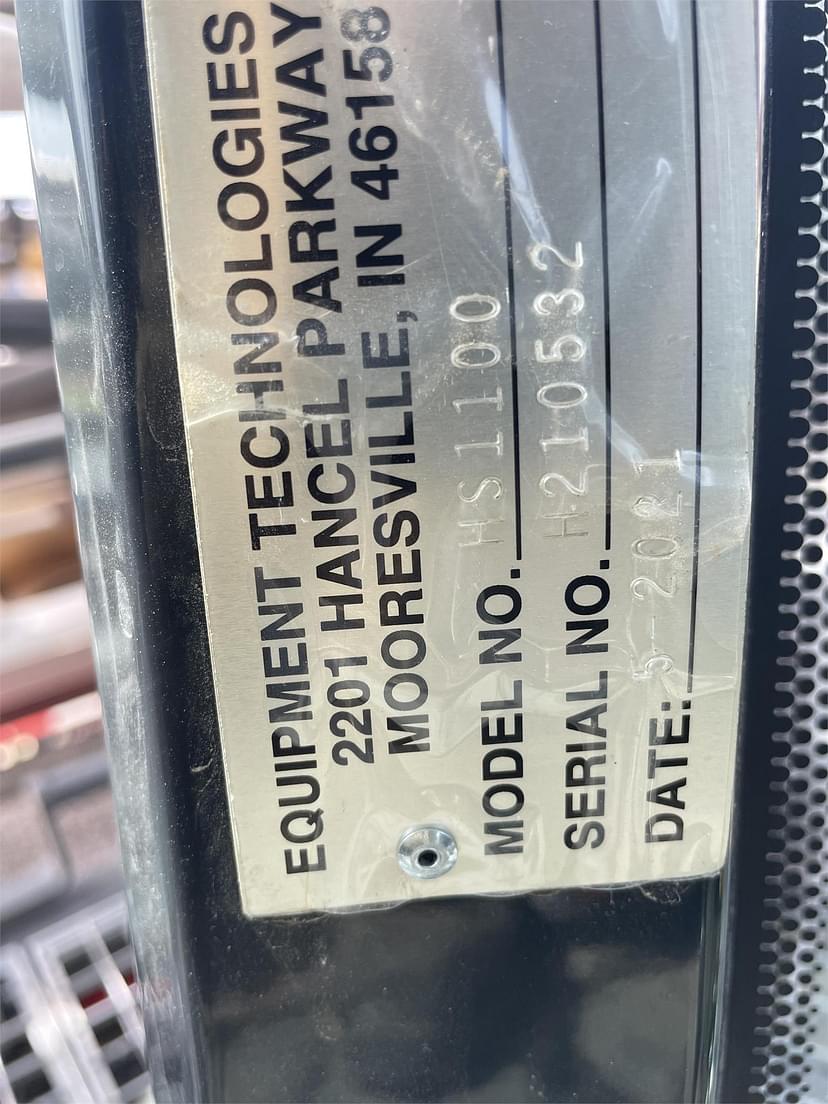 EQUIPMENT TECHNOLOGIES
2201 HANCEL PARKWAY
MOORESVILLE, IN 46158
MODEL NO. HS1100
SERIAL NO. H210532
DATE: 5-2021